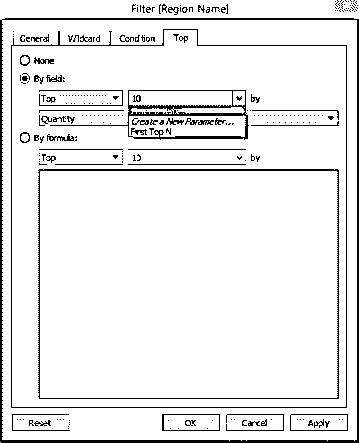 Filter [Region Name]
General Wildcard Condition Top
None
By field:
Top 10 by
Quantity
Create a New Parameter...
First Top N
By formula:
Top 10 by
Reset OK Cancel Apply